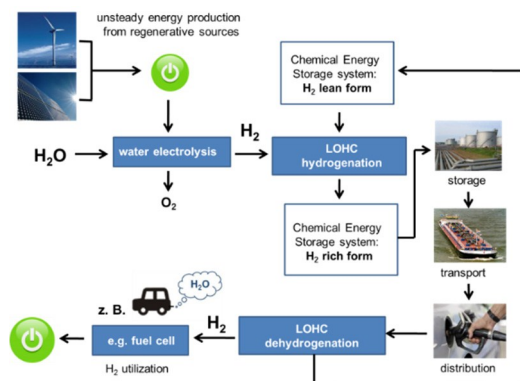 unsteady energy production
from regenerative sources
Chemical Energy
Storage system:
H₂ lean form
H₂O
water electrolysis
H₂
LOHC
hydrogenation
O₂
storage
Chemical Energy
Storage system:
H₂ rich form
transport
H₂O
z. B.
e.g. fuel cell
H₂
LOHC
dehydrogenation
H₂ utilization
distribution